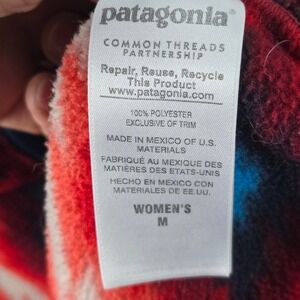 patagonia®
COMMON THREADS
PARTNERSHIP
Repair, Reuse, Recycle
This Product
www.patagonia.com
100% POLYESTER
EXCLUSIVE OF TRIM
MADE IN MEXICO OF U.S.
MATERIALS
FABRIQUÉ AU MEXIQUE DES
MATIÈRES DES ETATS-UNIS
HECHO EN MEXICO CON
MATERIALES DE EE.UU.
WOMEN'S
M